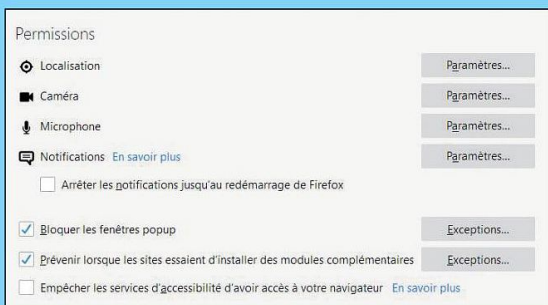 Permissions
Localisation Paramètres...
Caméra Paramètres...
Microphone Paramètres...
Notifications En savoir plus Paramètres...
Arrêter les notifications jusqu'au redémarrage de Firefox
Bloquer les fenêtres popup Exceptions...
Prévenir lorsque les sites essaient d'installer des modules complémentaires Exceptions...
Empêcher les services d'accessibilité d'avoir accès à votre navigateur En savoir plus